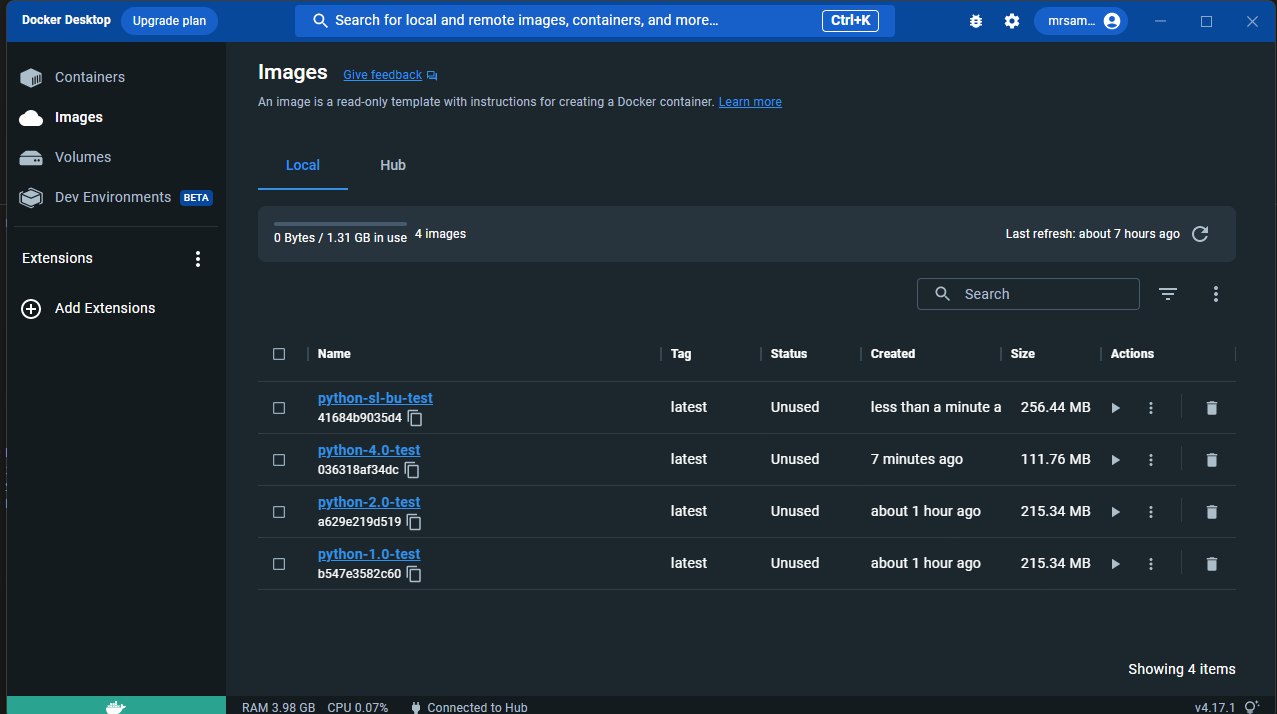 Docker Desktop Upgrade plan Search for local and remote images, containers, and more... Ctrl+K mrsam...
Containers
Images
Volumes
Dev Environments BETA
Extensions
Add Extensions
Images Give feedback
An image is a read-only template with instructions for creating a Docker container. Learn more
Local Hub
0 Bytes / 1.31 GB in use 4 images Last refresh: about 7 hours ago
Search
Name Tag Status Created Size Actions
python-sl-bu-test latest Unused less than a minute a 256.44 MB
41684b9035d4
python-4.0-test latest Unused 7 minutes ago 111.76 MB
036318af34dc
python-2.0-test latest Unused about 1 hour ago 215.34 MB
a629e219d519
python-1.0-test latest Unused about 1 hour ago 215.34 MB
b547e3582c60
Showing 4 items
RAM 3.98 GB CPU 0.07% Connected to Hub v4.17.1